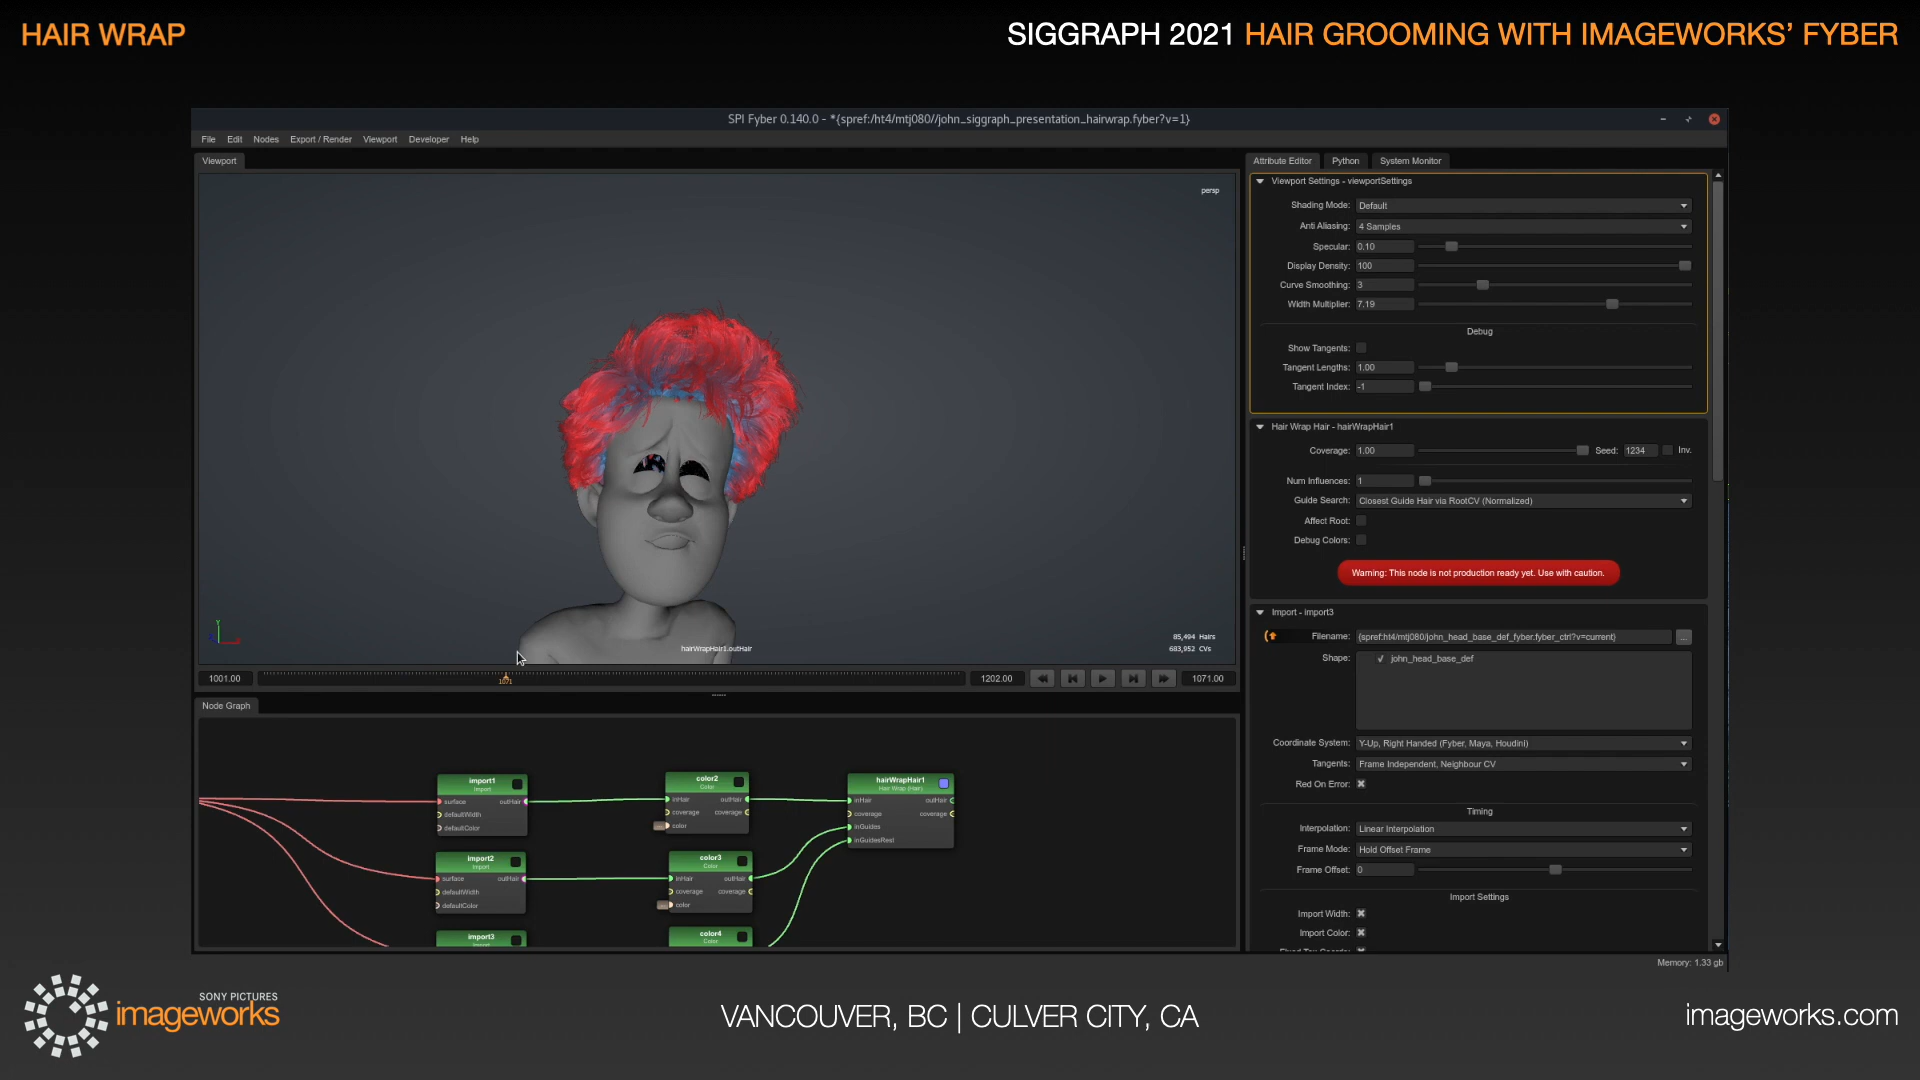 HAIR WRAP
SIGGRAPH 2021 HAIR GROOMING WITH IMAGEWORKS' FYBER
SPI Fyber 0.140.0 - *{spref:/ht4/mtj080//john_siggraph_presentation_hairwrap.fyber?v=1}
File Edit Nodes Export / Render Viewport Developer Help
Viewport
persp
85,494 Hairs
hairWrapHair1.outHair
683,952 CVs
1001.00 1071 1202.00 1071.00
Node Graph
import1
Import
surface outHair
defaultWidth
defaultColor
color2
Color
inHair outHair
coverage coverage
color
hairWrapHair1
Hair Wrap (Hair)
inHair outHair
coverage coverage
inGuides
inGuidesRest
import2
Import
surface outHair
defaultWidth
defaultColor
color3
Color
inHair outHair
coverage coverage
color
import3
Import
color4
Color
Attribute Editor Python System Monitor
Viewport Settings - viewportSettings
Shading Mode: Default
Anti Aliasing: 4 Samples
Specular: 0.10
Display Density: 100
Curve Smoothing: 3
Width Multiplier: 7.19
Debug
Show Tangents:
Tangent Lengths: 1.00
Tangent Index: -1
Hair Wrap Hair - hairWrapHair1
Coverage: 1.00 Seed: 1234 Inv.
Num Influences: 1
Guide Search: Closest Guide Hair via RootCV (Normalized)
Affect Root:
Debug Colors:
Warning: This node is not production ready yet. Use with caution.
Import - import3
Filename: {spref:ht4/mtj080/john_head_base_def_fyber.fyber_ctrl?v=current} ...
Shape: john_head_base_def
Coordinate System: Y-Up, Right Handed (Fyber, Maya, Houdini)
Tangents: Frame Independent, Neighbour CV
Red On Error:
Timing
Interpolation: Linear Interpolation
Frame Mode: Hold Offset Frame
Frame Offset: 0
Import Settings
Import Width:
Import Color:
Memory: 1.33 gb
SONY PICTURES
imageworks
VANCOUVER, BC | CULVER CITY, CA
imageworks.com